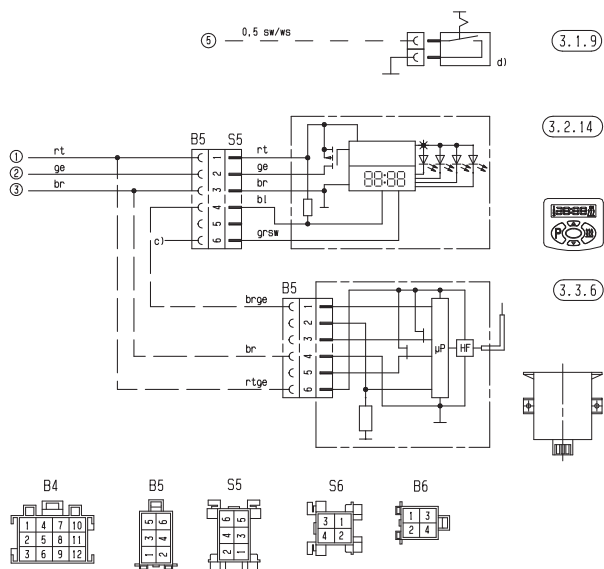 5 0,5 sw/ws
d)
3.1.9
3.2.14
B5 S5
1 rt 1 rt
2 ge 2 ge
3 br 3 br
4 bl
5
c) 6 grsw
88:88
P
3.3.6
B5
brge 1
2
3
br 4
5
rtge 6
µP HF
B4 B5 S5 S6 B6
1 4 7 10
2 5 8 11
3 6 9 12
5 6
3 4
1 2
6 5
4 3
2 1
3 1
4 2
1 3
2 4